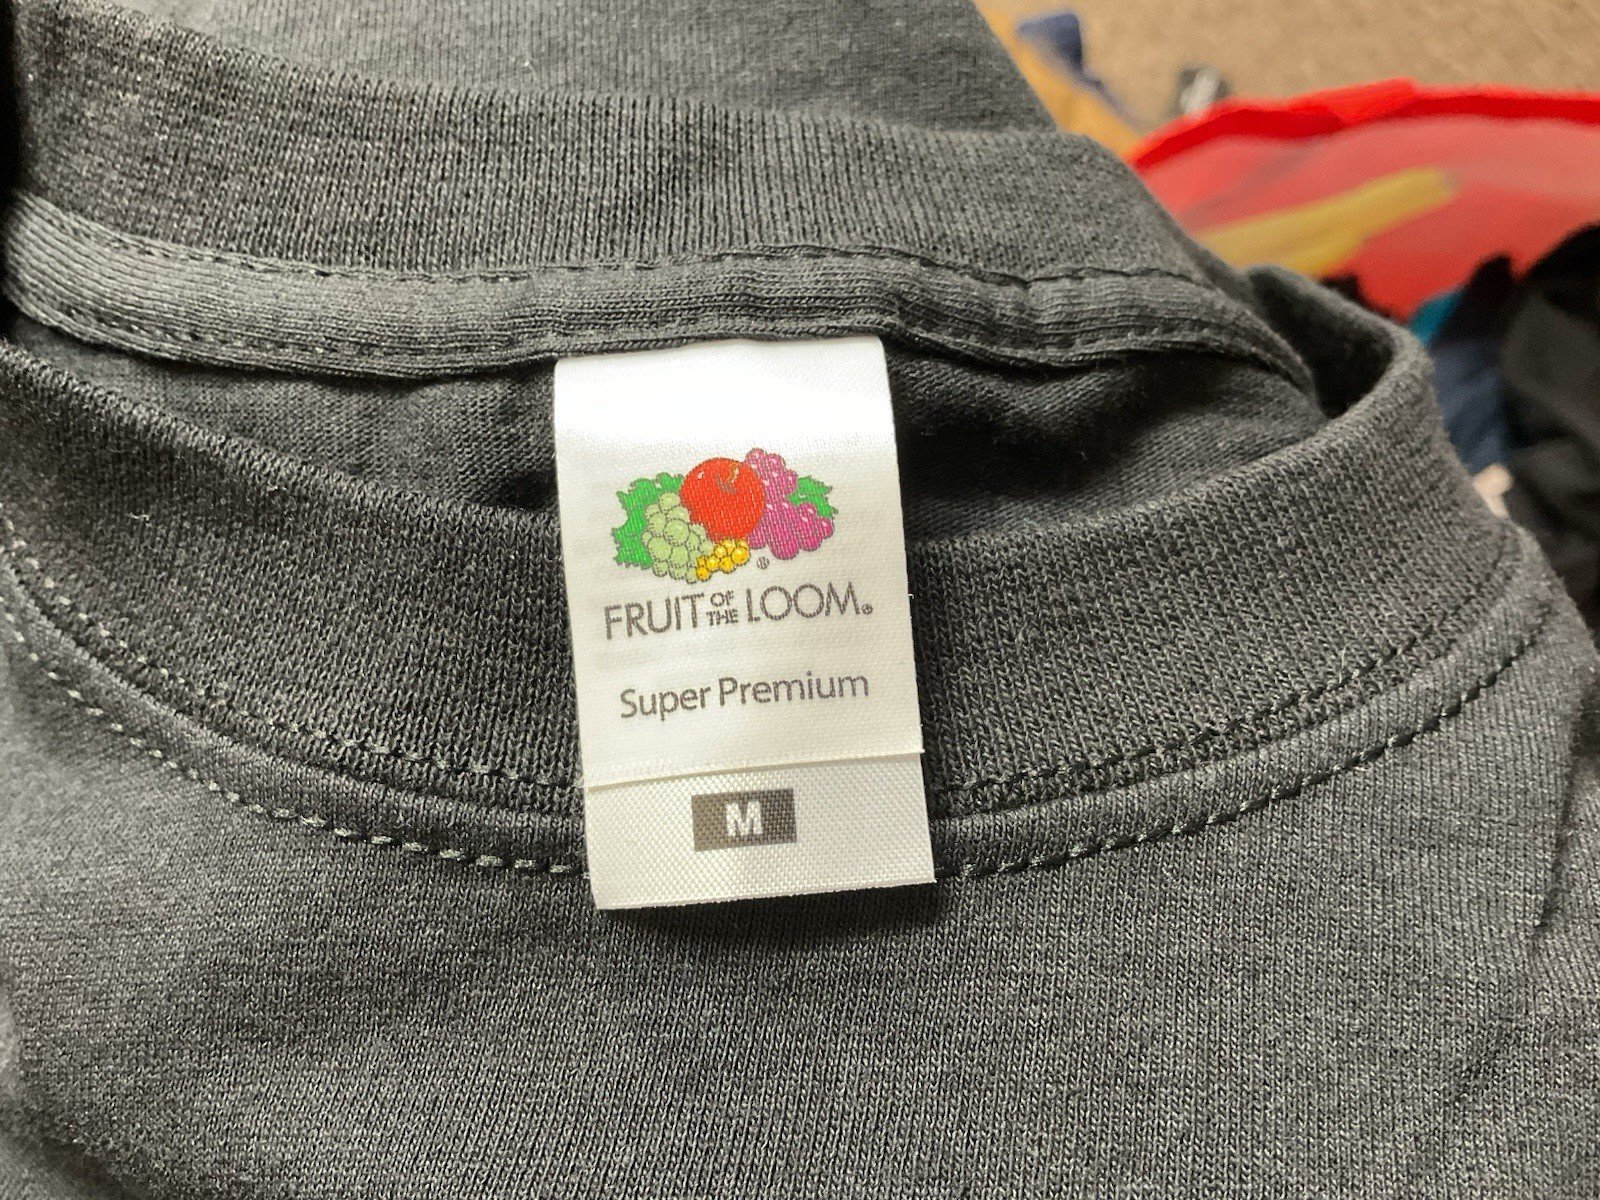 ®
FRUIT OF THE LOOM®
Super Premium
M